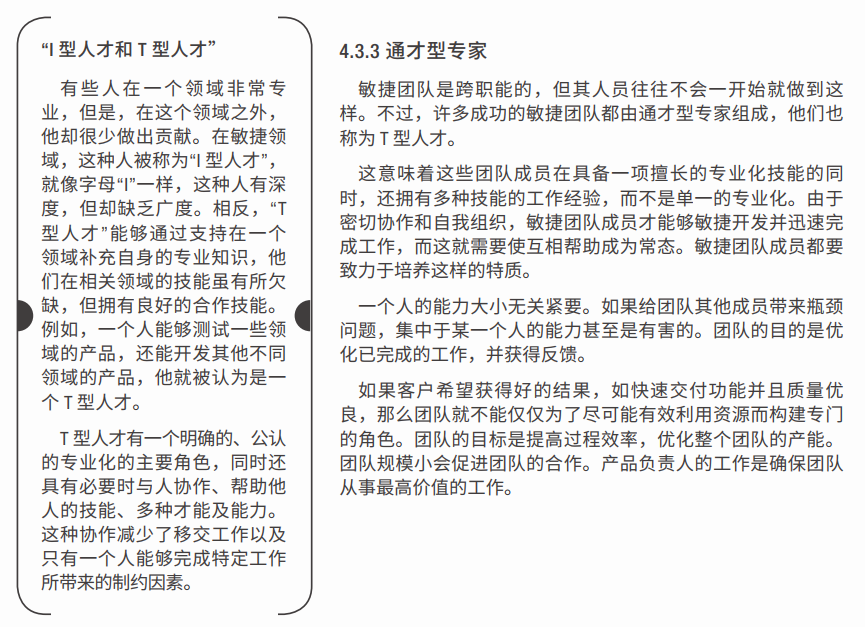 “I 型人才和 T 型人才”
有些人在一个领域非常专
业，但是，在这个领域之外，
他却很少做出贡献。在敏捷领
域，这种人被称为“I 型人才”，
就像字母“I”一样，这种人有深
度，但却缺乏广度。相反，“T
型人才”能够通过支持在一个
领域补充自身的专业知识，他
们在相关领域的技能虽有所欠
缺，但拥有良好的合作技能。
例如，一个人能够测试一些领
域的产品，还能开发其他不同
领域的产品，他就被认为是一
个 T 型人才。
T 型人才有一个明确的、公认
的专业化的主要角色，同时还
具有必要时与人协作、帮助他
人的技能、多种才能及能力。
这种协作减少了移交工作以及
只有一个人能够完成特定工作
所带来的制约因素。
4.3.3 通才型专家
敏捷团队是跨职能的，但其人员往往不会一开始就做到这
样。不过，许多成功的敏捷团队都由通才型专家组成，他们也
称为 T 型人才。
这意味着这些团队成员在具备一项擅长的专业化技能的同
时，还拥有多种技能的工作经验，而不是单一的专业化。由于
密切协作和自我组织，敏捷团队成员才能够敏捷开发并迅速完
成工作，而这就需要使互相帮助成为常态。敏捷团队成员都要
致力于培养这样的特质。
一个人的能力大小无关紧要。如果给团队其他成员带来瓶颈
问题，集中于某一个人的能力甚至是有害的。团队的目的是优
化已完成的工作，并获得反馈。
如果客户希望获得好的结果，如快速交付功能并且质量优
良，那么团队就不能仅仅为了尽可能有效利用资源而构建专门
的角色。团队的目标是提高过程效率，优化整个团队的产能。
团队规模小会促进团队的合作。产品负责人的工作是确保团队
从事最高价值的工作。